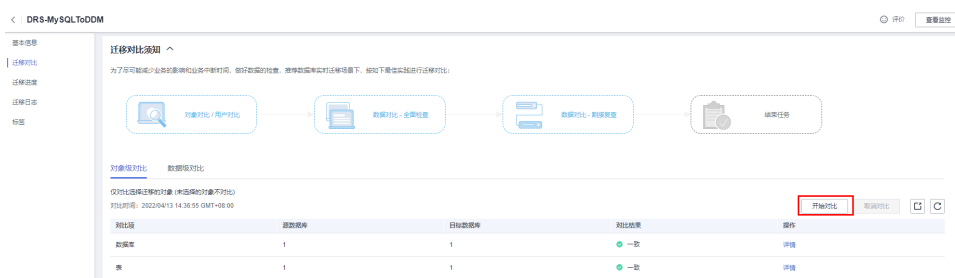 DRS-MySQLToDDM
评价
查看监控
基本信息
迁移对比
迁移进度
迁移日志
标签
迁移对比须知
为了尽可能减少业务的影响和业务中断时间，做好数据的检查，推荐数据库实时迁移场景下，按如下最佳实践进行迁移对比：
对象对比 / 用户对比
数据对比 - 全面检查
数据对比 - 割接复查
结束任务
对象级对比 数据级对比
仅对比选择迁移的对象 (未选择的对象不对比)
对比时间：2022/04/13 14:36:55 GMT+08:00
开始对比 取消对比
对比项 源数据库 目标数据库 对比结果 操作
数据库 1 1 一致 详情
表 1 1 一致 详情